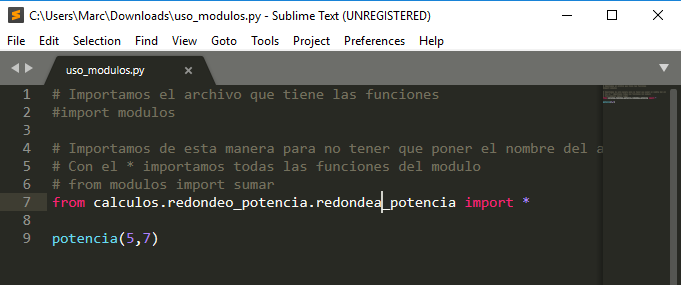 C:\Users\Marc\Downloads\uso_modulos.py - Sublime Text (UNREGISTERED)
File Edit Selection Find View Goto Tools Project Preferences Help
uso_modulos.py
1 # Importamos el archivo que tiene las funciones
2 #import modulos
3
4 # Importamos de esta manera para no tener que poner el nombre del a
5 # Con el * importamos todas las funciones del modulo
6 # from modulos import sumar
7 from calculos.redondeo_potencia.redondea_potencia import *
8
9 potencia(5,7)